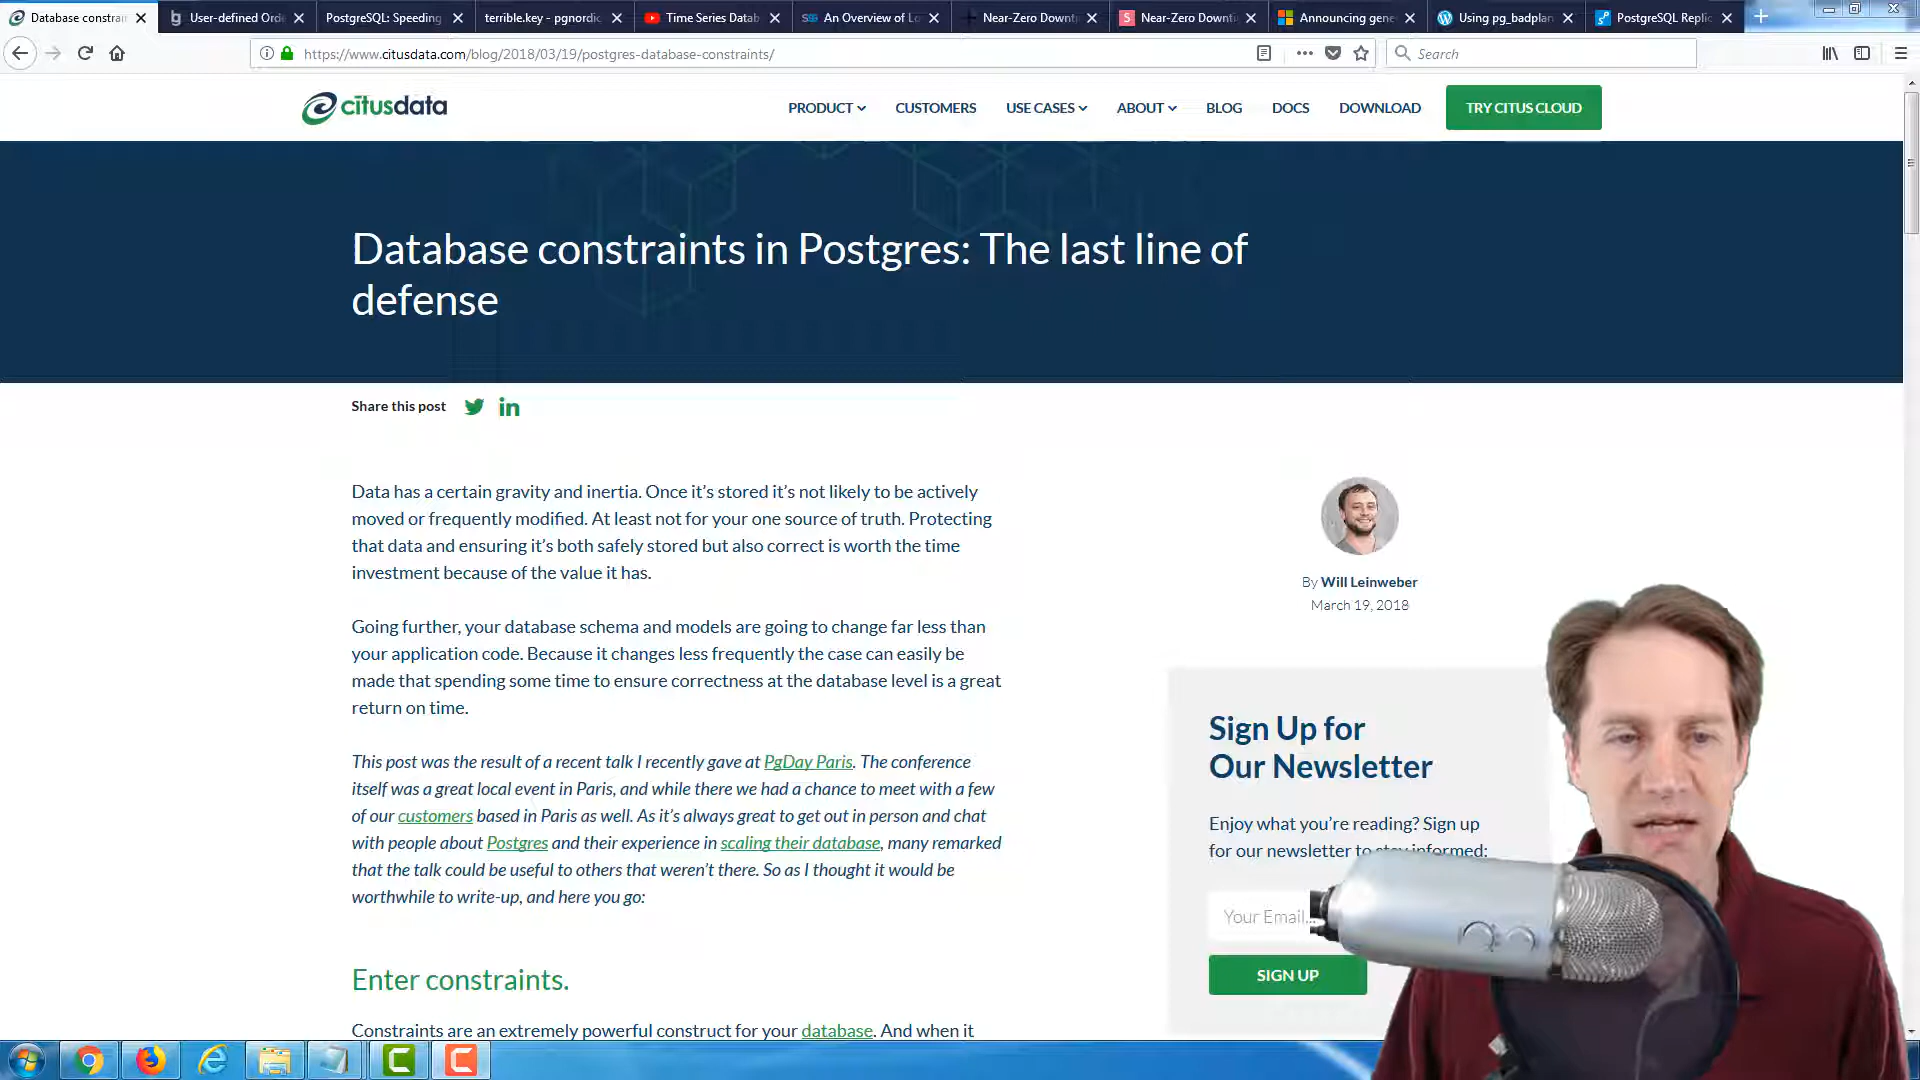 Database constrain
User-defined Orde
PostgreSQL: Speeding
terrible.key - pgnordic
Time Series Datab
SSG An Overview of Lo
Near-Zero Downt
Near-Zero Downti
Announcing gene
Using pg_badplan
PostgreSQL Replic
https://www.citusdata.com/blog/2018/03/19/postgres-database-constraints/
Search
citusdata
PRODUCT
CUSTOMERS
USE CASES
ABOUT
BLOG
DOCS
DOWNLOAD
TRY CITUS CLOUD
Database constraints in Postgres: The last line of
defense
Share this post
Data has a certain gravity and inertia. Once it’s stored it’s not likely to be actively
moved or frequently modified. At least not for your one source of truth. Protecting
that data and ensuring it’s both safely stored but also correct is worth the time
investment because of the value it has.
Going further, your database schema and models are going to change far less than
your application code. Because it changes less frequently the case can easily be
made that spending some time to ensure correctness at the database level is a great
return on time.
This post was the result of a recent talk I recently gave at PgDay Paris. The conference
itself was a great local event in Paris, and while there we had a chance to meet with a few
of our customers based in Paris as well. As it’s always great to get out in person and chat
with people about Postgres and their experience in scaling their database, many remarked
that the talk could be useful to others that weren’t there. So as I thought it would be
worthwhile to write-up, and here you go:
Enter constraints.
Constraints are an extremely powerful construct for your database. And when it
By Will Leinweber
March 19, 2018
Sign Up for
Our Newsletter
Enjoy what you’re reading? Sign up
for our newsletter to stay informed:
Your Email...
SIGN UP